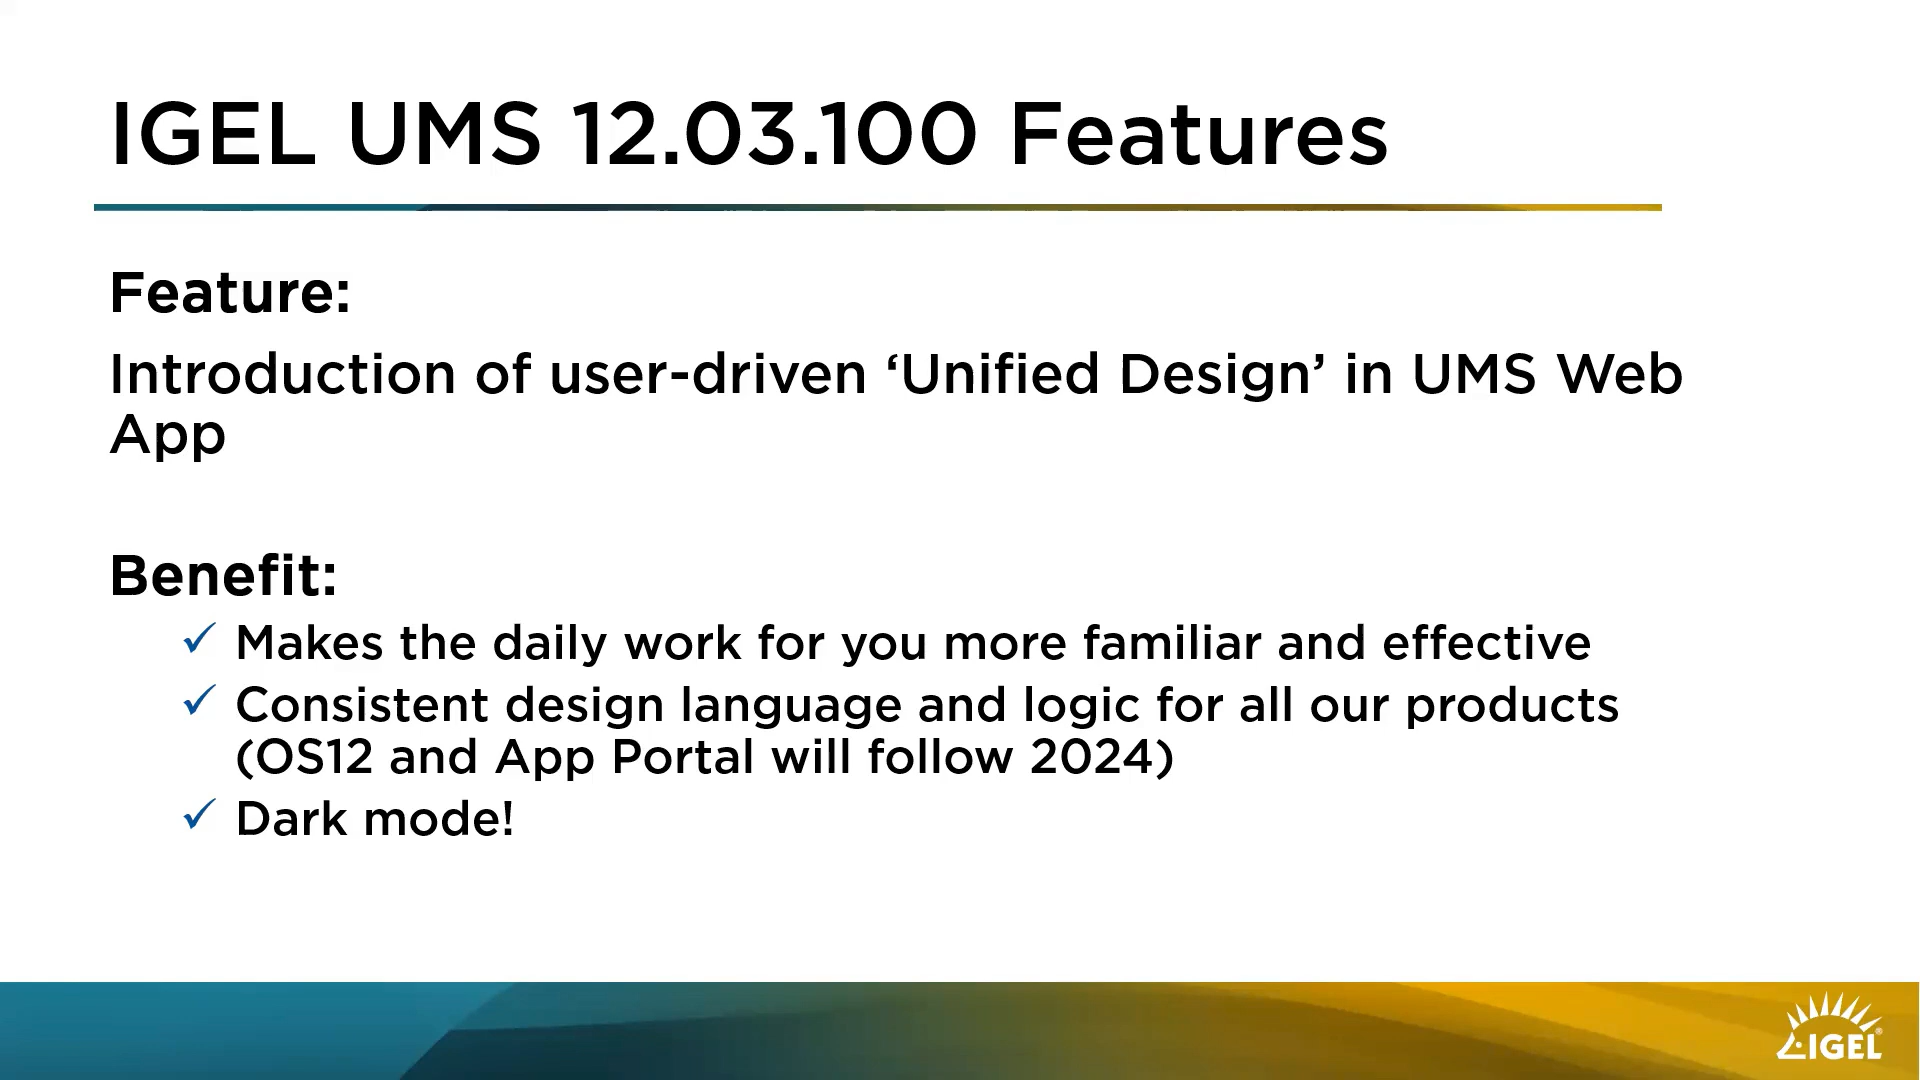 IGEL UMS 12.03.100 Features
Feature:
Introduction of user-driven ‘Unified Design’ in UMS Web
App
Benefit:
✓ Makes the daily work for you more familiar and effective
✓ Consistent design language and logic for all our products
(OS12 and App Portal will follow 2024)
✓ Dark mode!
IGEL®